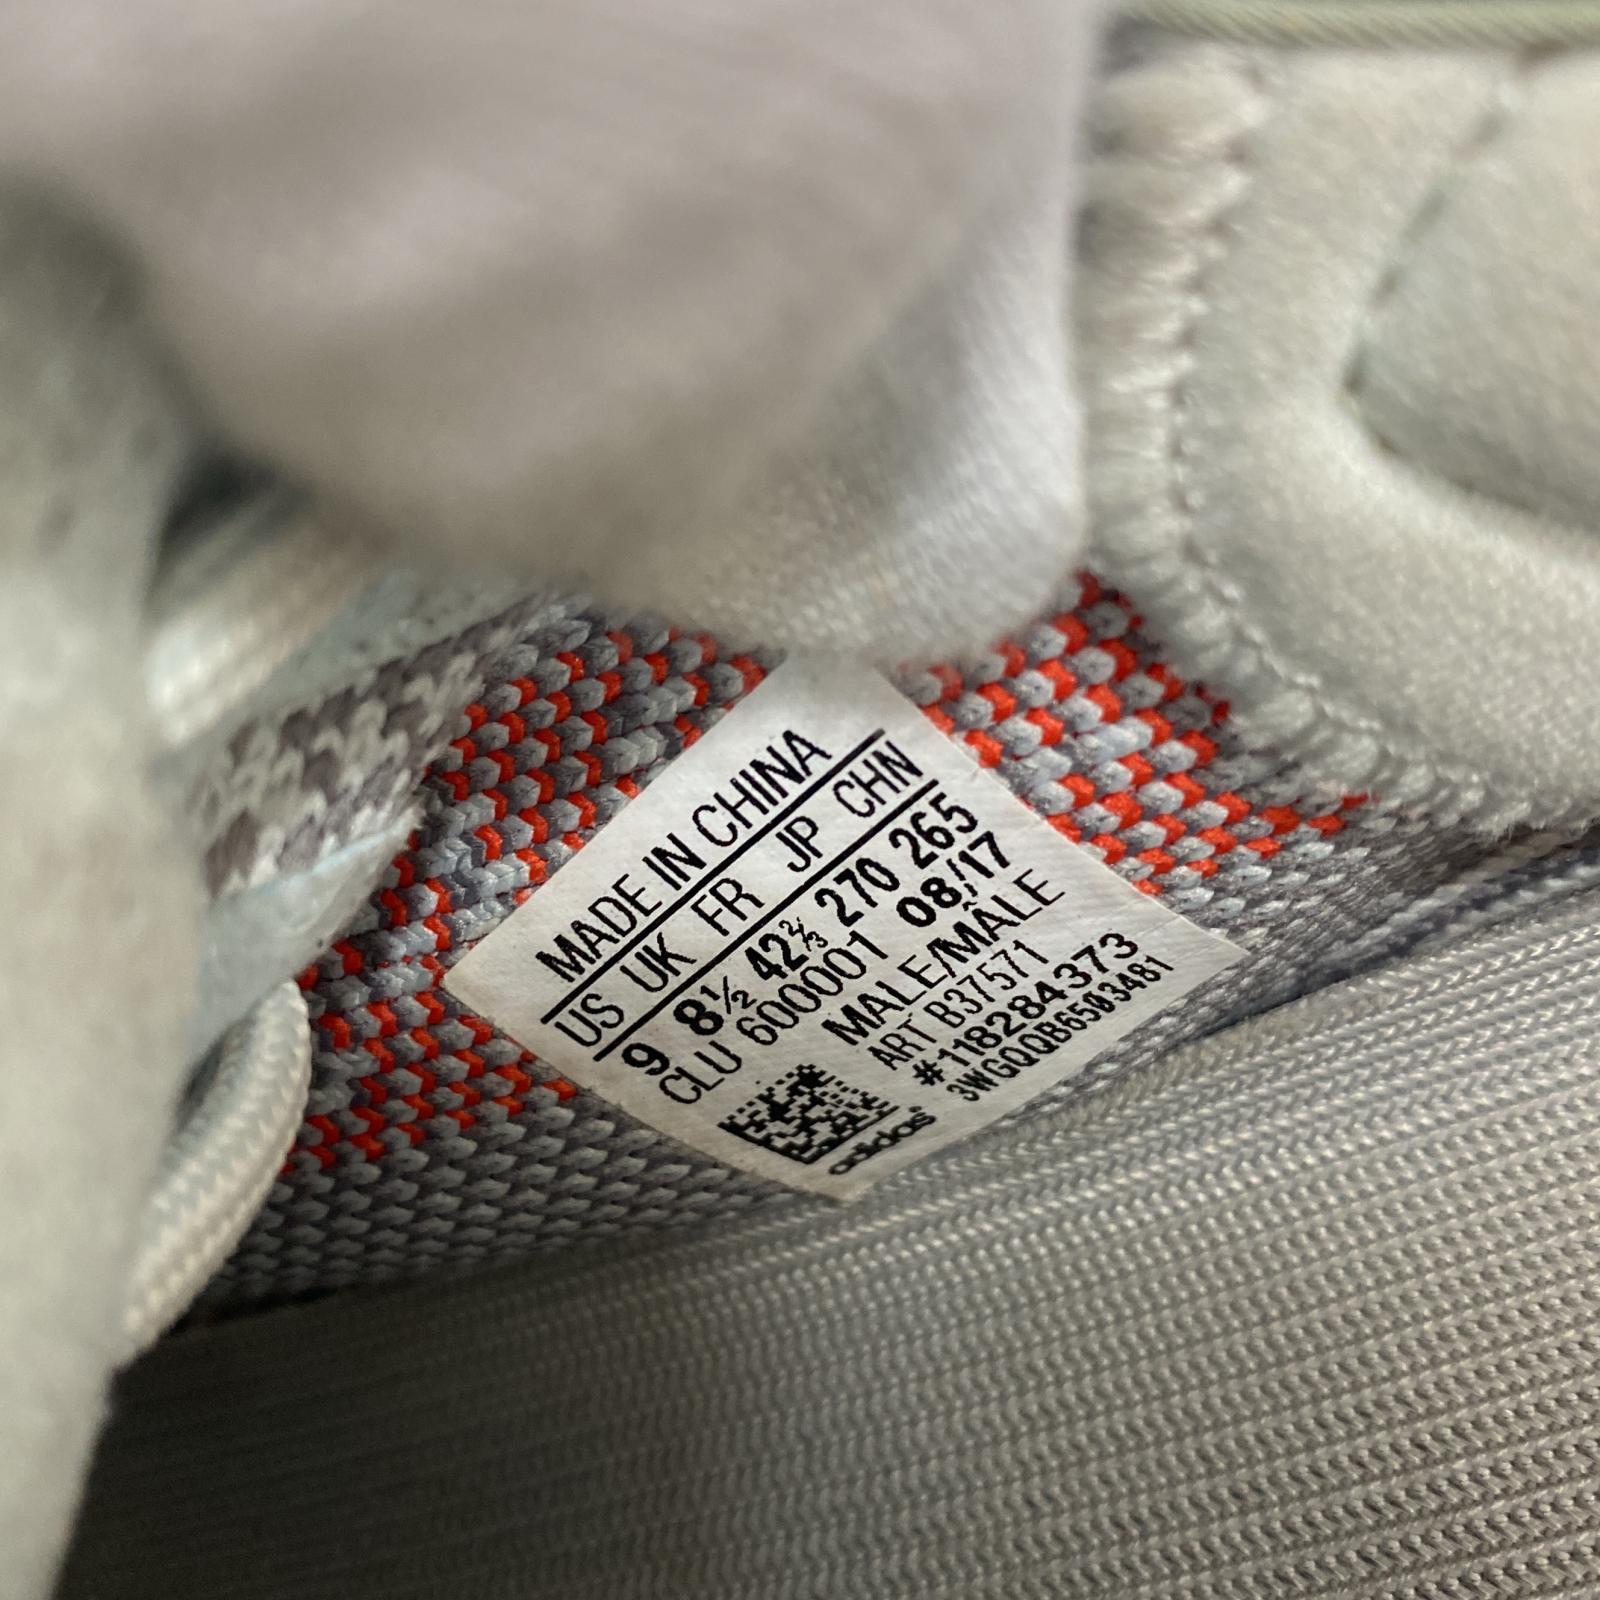 MADE IN CHINA
US UK FR JP CHN
9 8½ 42⅔ 270 265
CLU 600001 08/17
MALE/MÂLE
ART B37571
#118284373
3WGQQB6503481
adidas